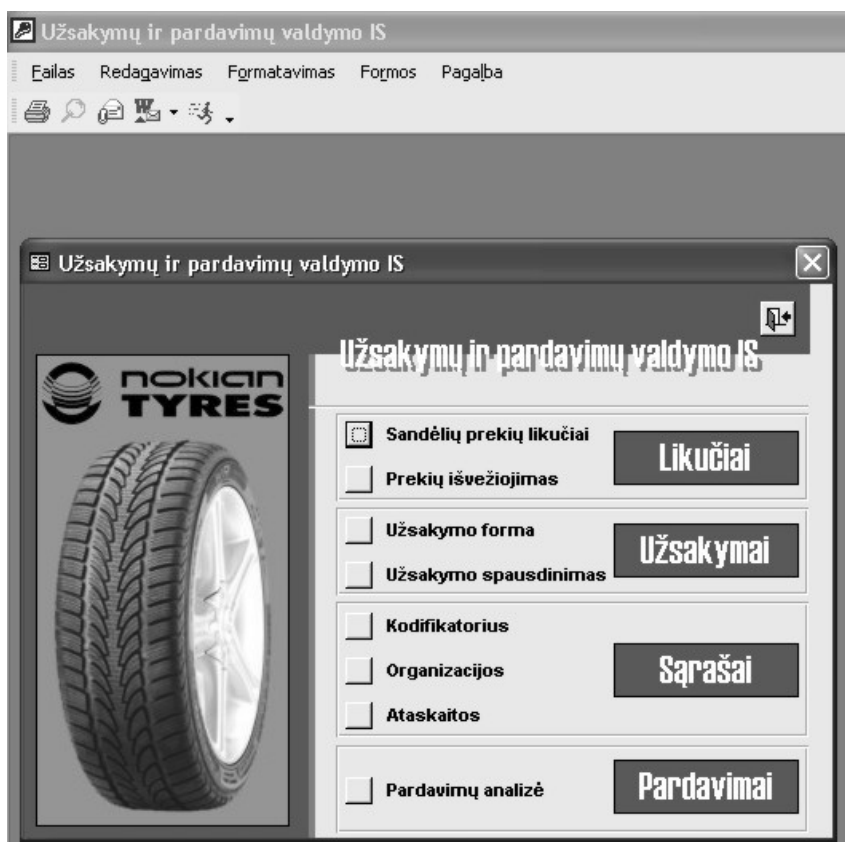 Užsakymų ir pardavimų valdymo IS
Failas Redagavimas Formatavimas Formos Pagalba
Užsakymų ir pardavimų valdymo IS
Užsakymų ir pardavimų valdymo IS
nokian
TYRES
Sandėlių prekių likučiai
Prekių išvežiojimas
Likučiai
Užsakymo forma
Užsakymo spausdinimas
Užsakymai
Kodifikatorius
Organizacijos
Ataskaitos
Sąrašai
Pardavimų analizė
Pardavimai